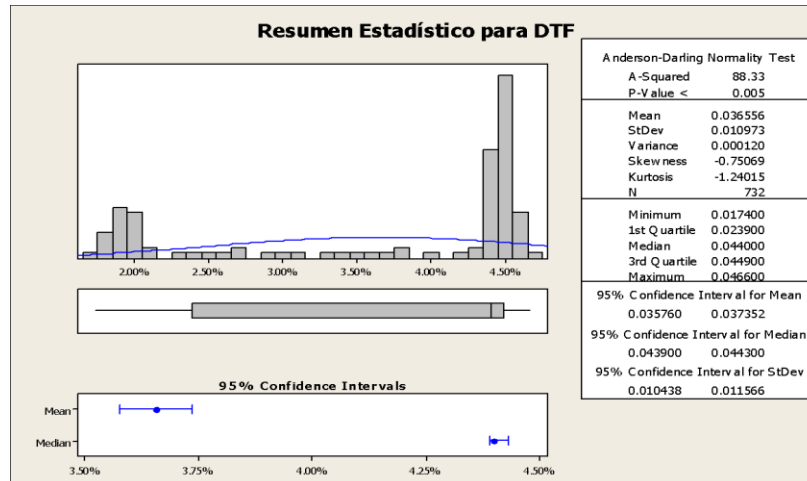 Resumen Estadístico para DTF
2.00% 2.50% 3.00% 3.50% 4.00% 4.50%
95% Confidence Intervals
Mean
Median
3.50% 3.75% 4.00% 4.25% 4.50%
Anderson-Darling Normality Test
A-Squared 88.33
P-Value < 0.005
Mean 0.036556
StDev 0.010973
Variance 0.000120
Skewness -0.75069
Kurtosis -1.24015
N 732
Minimum 0.017400
1st Quartile 0.023900
Median 0.044000
3rd Quartile 0.044900
Maximum 0.046600
95% Confidence Interval for Mean
0.035760 0.037352
95% Confidence Interval for Median
0.043900 0.044300
95% Confidence Interval for StDev
0.010438 0.011566